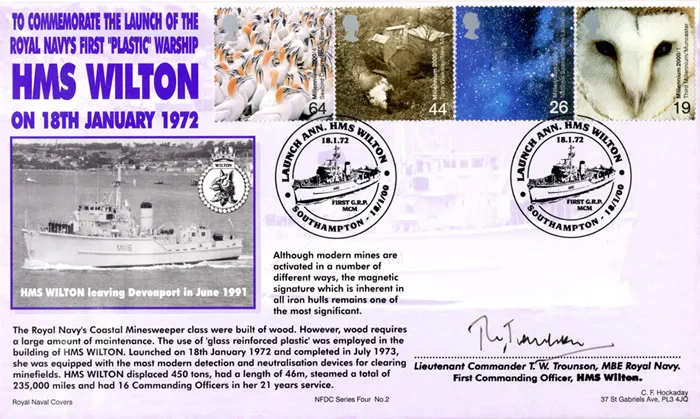 TO COMMEMORATE THE LAUNCH OF THE
ROYAL NAVY'S FIRST "PLASTIC" WARSHIP
HMS WILTON
ON 18TH JANUARY 1972
64
44
26
19
Millennium 2000/1
LAUNCH ANN. HMS WILTON
18.1.72
FIRST G.R.P.
MCM
SOUTHAMPTON - 18/1/00
LAUNCH ANN. HMS WILTON
18.1.72
FIRST G.R.P.
MCM
SOUTHAMPTON - 18/1/00
WILTON
M1116
HMS WILTON leaving Devonport in June 1991
Although modern mines are
activated in a number of
different ways, the magnetic
signature which is inherent in
all iron hulls remains one of
the most significant.
The Royal Navy's Coastal Minesweeper class were built of wood. However, wood requires
a large amount of maintenance. The use of 'glass reinforced plastic' was employed in the
building of HMS WILTON. Launched on 18th January 1972 and completed in July 1973,
she was equipped with the most modern detection and neutralisation devices for clearing
minefields. HMS WILTON displaced 450 tons, had a length of 46m, steamed a total of
235,000 miles and had 16 Commanding Officers in her 21 years service.
Lieutenant Commander T. W. Trounson, MBE Royal Navy.
First Commanding Officer, HMS Wilton.
Royal Naval Covers
NFDC Series Four No.2
C. F. Hockaday
37 St Gabriels Ave, PL3 4JQ